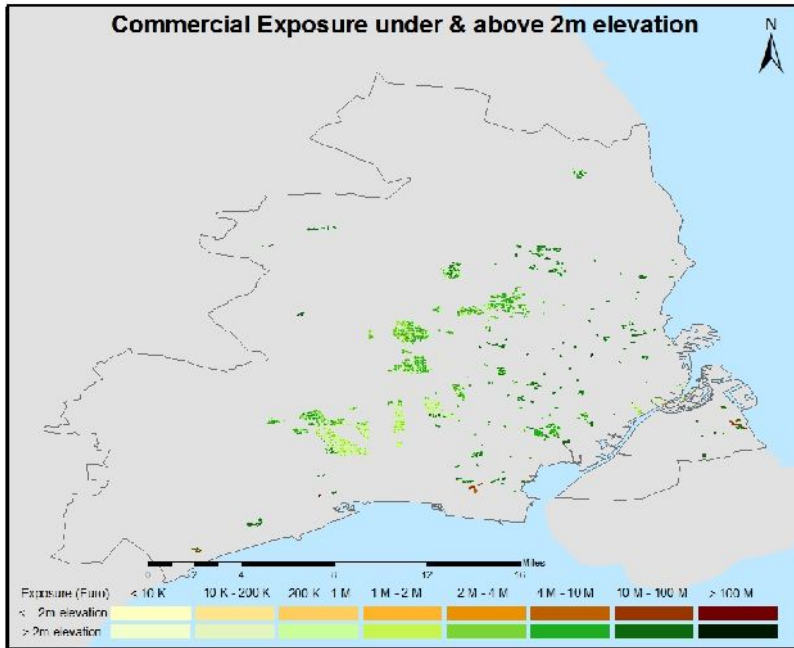 Commercial Exposure under & above 2m elevation
N
Miles
0 2 4 8 12 16
Exposure (Euro) < 10 K 10 K - 200 K 200 K 1 M 1 M - 2 M 2 M - 4 M 4 M - 10 M 10 M - 100 M > 100 M
< 2m elevation
> 2m elevation